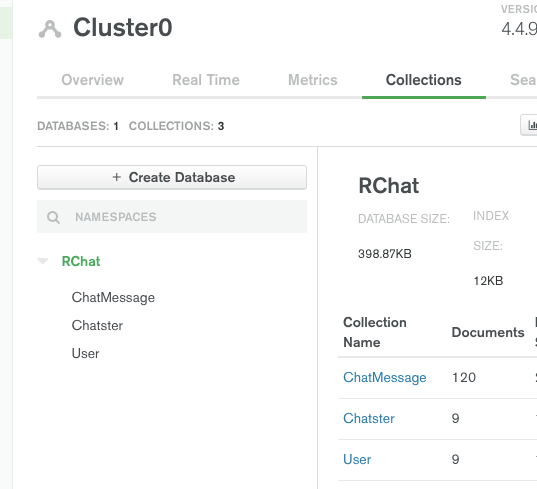 Cluster0
VERSI
4.4.9
Overview Real Time Metrics Collections Sea
DATABASES: 1 COLLECTIONS: 3
+ Create Database
NAMESPACES
RChat
ChatMessage
Chatster
User
RChat
DATABASE SIZE:
398.87KB
INDEX
SIZE:
12KB
Collection
Name
Documents
ChatMessage 120
Chatster 9
User 9